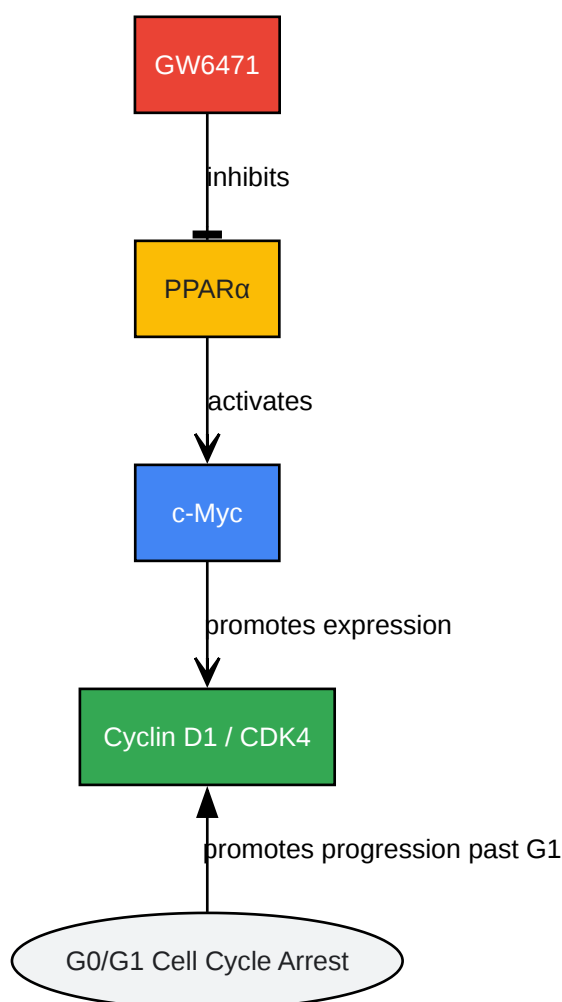 GW6471
inhibits
PPARα
activates
c-Myc
promotes expression
Cyclin D1 / CDK4
promotes progression past G1
G0/G1 Cell Cycle Arrest